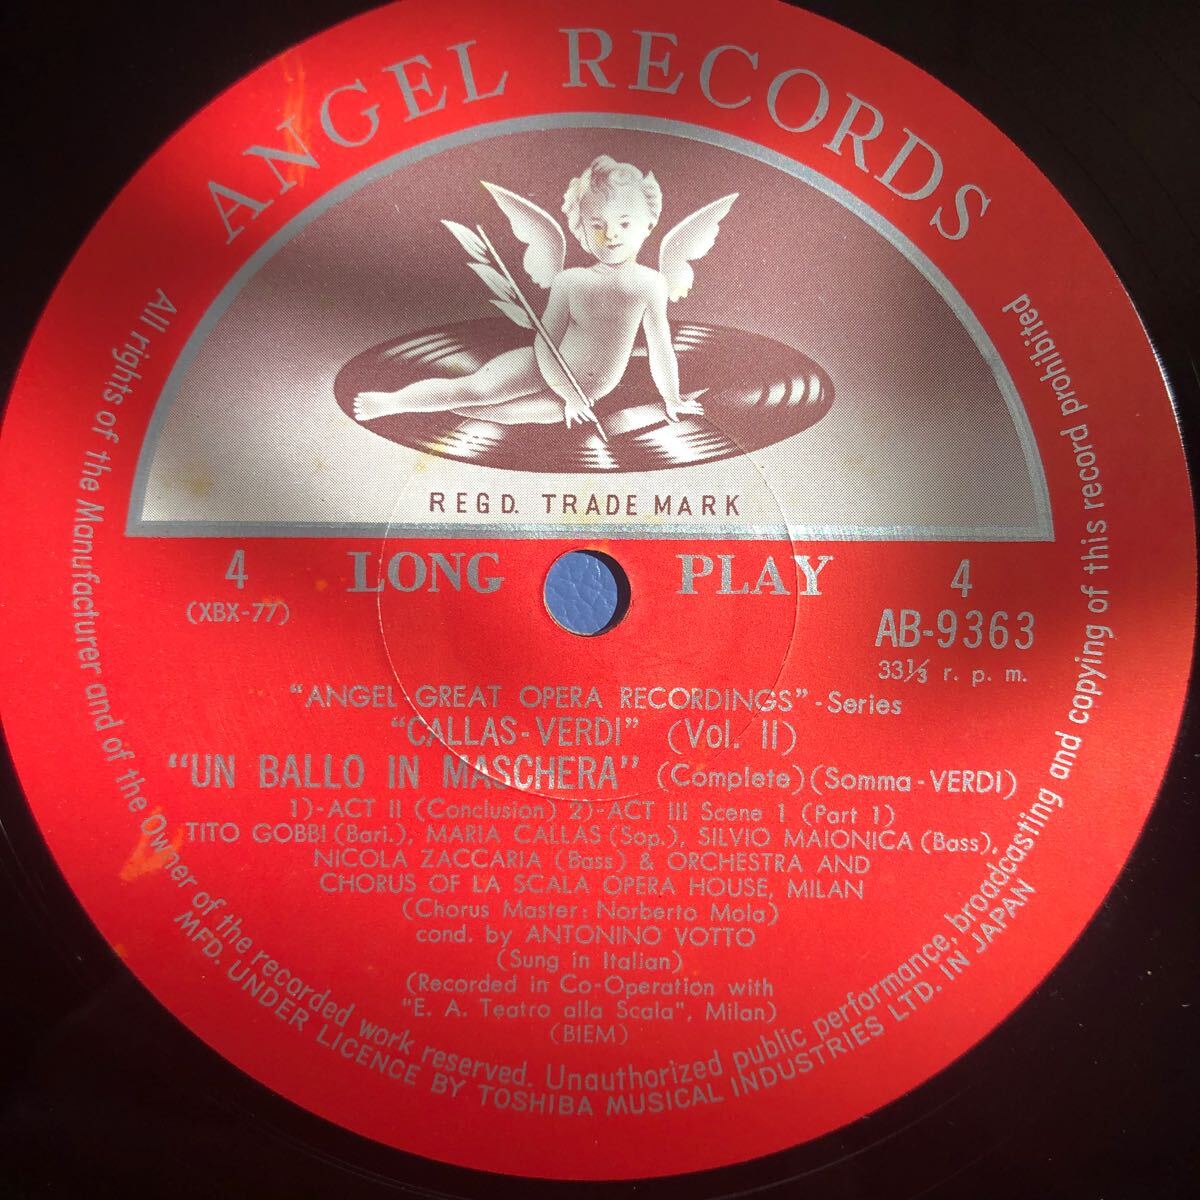 ANGEL RECORDS
REGD. TRADE MARK
4 LONG PLAY 4
(XBX-77) AB-9363
33⅓ r. p. m.
"ANGEL GREAT OPERA RECORDINGS"-Series
"CALLAS-VERDI" (Vol. II)
"UN BALLO IN MASCHERA" (Complete)(Somma-VERDI)
1)-ACT II (Conclusion) 2)-ACT III Scene 1 (Part 1)
TITO GOBBI(Bari.), MARIA CALLAS(Sop.), SILVIO MAIONICA(Bass),
NICOLA ZACCARIA (Bass) & ORCHESTRA AND
CHORUS OF LA SCALA OPERA HOUSE, MILAN
(Chorus Master: Norberto Mola)
cond. by ANTONINO VOTTO
(Sung in Italian)
(Recorded in Co-Operation with
"E. A. Teatro alla Scala", Milan)
(BIEM)
All rights of the Manufacturer and of the Owner of the recorded work reserved. Unauthorized public performance, broadcasting and copying of this record prohibited
MFD. UNDER LICENCE BY TOSHIBA MUSICAL INDUSTRIES LTD. IN JAPAN